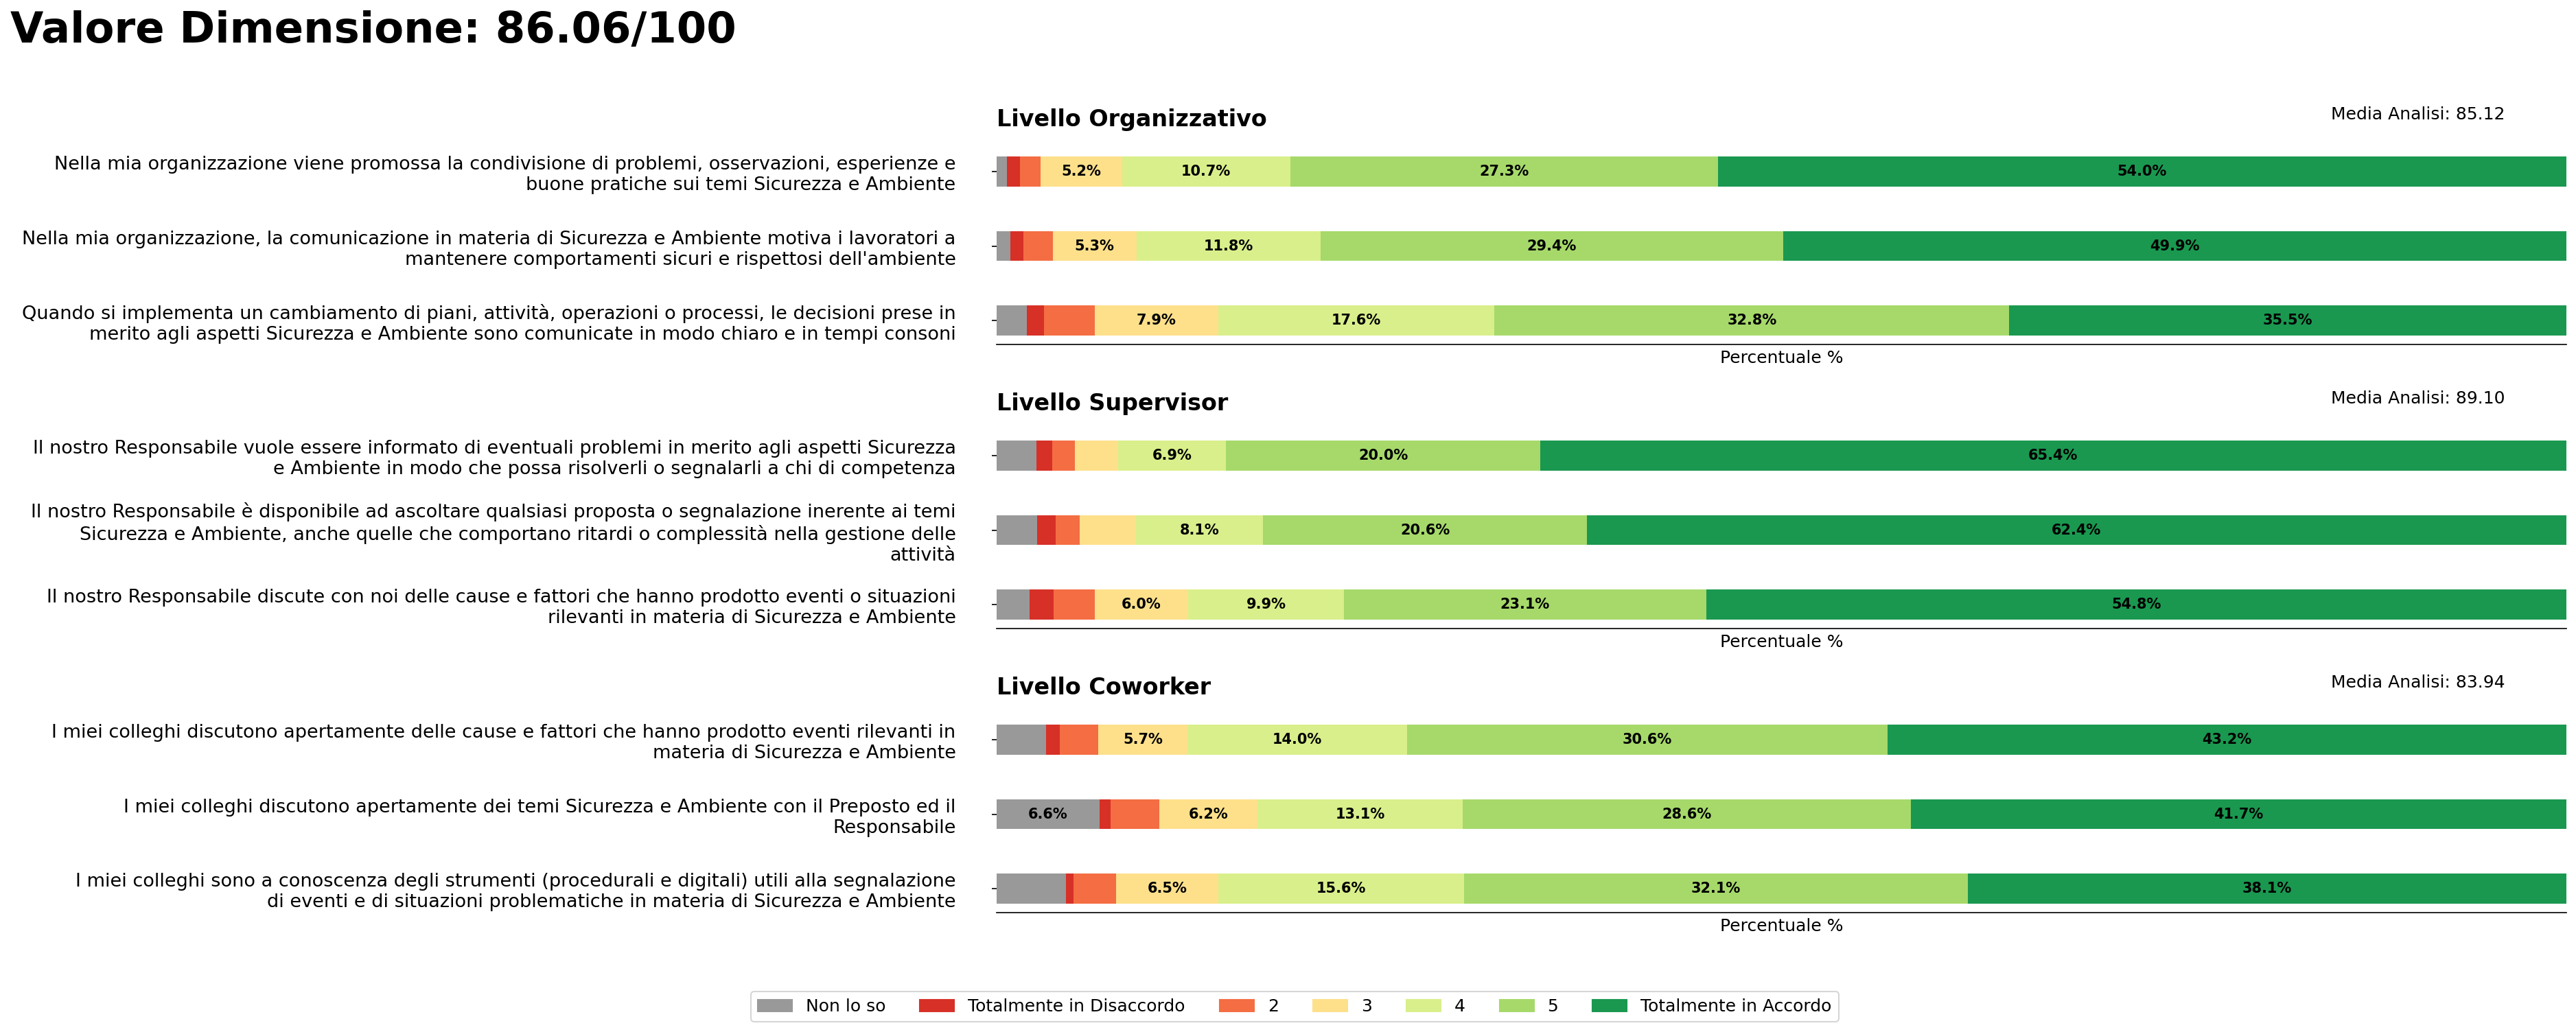 Valore Dimensione: 86.06/100
Livello Organizzativo
Media Analisi: 85.12
Nella mia organizzazione viene promossa la condivisione di problemi, osservazioni, esperienze e
buone pratiche sui temi Sicurezza e Ambiente
5.2% 10.7% 27.3% 54.0%
Nella mia organizzazione, la comunicazione in materia di Sicurezza e Ambiente motiva i lavoratori a
mantenere comportamenti sicuri e rispettosi dell'ambiente
5.3% 11.8% 29.4% 49.9%
Quando si implementa un cambiamento di piani, attività, operazioni o processi, le decisioni prese in
merito agli aspetti Sicurezza e Ambiente sono comunicate in modo chiaro e in tempi consoni
7.9% 17.6% 32.8% 35.5%
Percentuale %
Livello Supervisor
Media Analisi: 89.10
Il nostro Responsabile vuole essere informato di eventuali problemi in merito agli aspetti Sicurezza
e Ambiente in modo che possa risolverli o segnalarli a chi di competenza
6.9% 20.0% 65.4%
Il nostro Responsabile è disponibile ad ascoltare qualsiasi proposta o segnalazione inerente ai temi
Sicurezza e Ambiente, anche quelle che comportano ritardi o complessità nella gestione delle
attività
8.1% 20.6% 62.4%
Il nostro Responsabile discute con noi delle cause e fattori che hanno prodotto eventi o situazioni
rilevanti in materia di Sicurezza e Ambiente
6.0% 9.9% 23.1% 54.8%
Percentuale %
Livello Coworker
Media Analisi: 83.94
I miei colleghi discutono apertamente delle cause e fattori che hanno prodotto eventi rilevanti in
materia di Sicurezza e Ambiente
5.7% 14.0% 30.6% 43.2%
I miei colleghi discutono apertamente dei temi Sicurezza e Ambiente con il Preposto ed il
Responsabile
6.6% 6.2% 13.1% 28.6% 41.7%
I miei colleghi sono a conoscenza degli strumenti (procedurali e digitali) utili alla segnalazione
di eventi e di situazioni problematiche in materia di Sicurezza e Ambiente
6.5% 15.6% 32.1% 38.1%
Percentuale %
Non lo so Totalmente in Disaccordo 2 3 4 5 Totalmente in Accordo